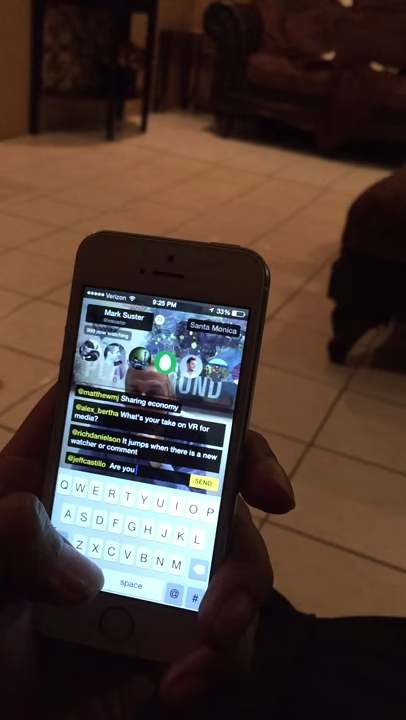 Verizon 9:25 PM 33%
Mark Suster
@msuster
Santa Monica
999 now watching
@matthewmj Sharing economy
@alex_bertha What's your take on VR for
media?
@richdanielson It jumps when there is a new
watcher or comment
@jeffcastillo Are you
SEND
Q W E R T Y U I O P
A S D F G H J K L
Z X C V B N M
space @ #